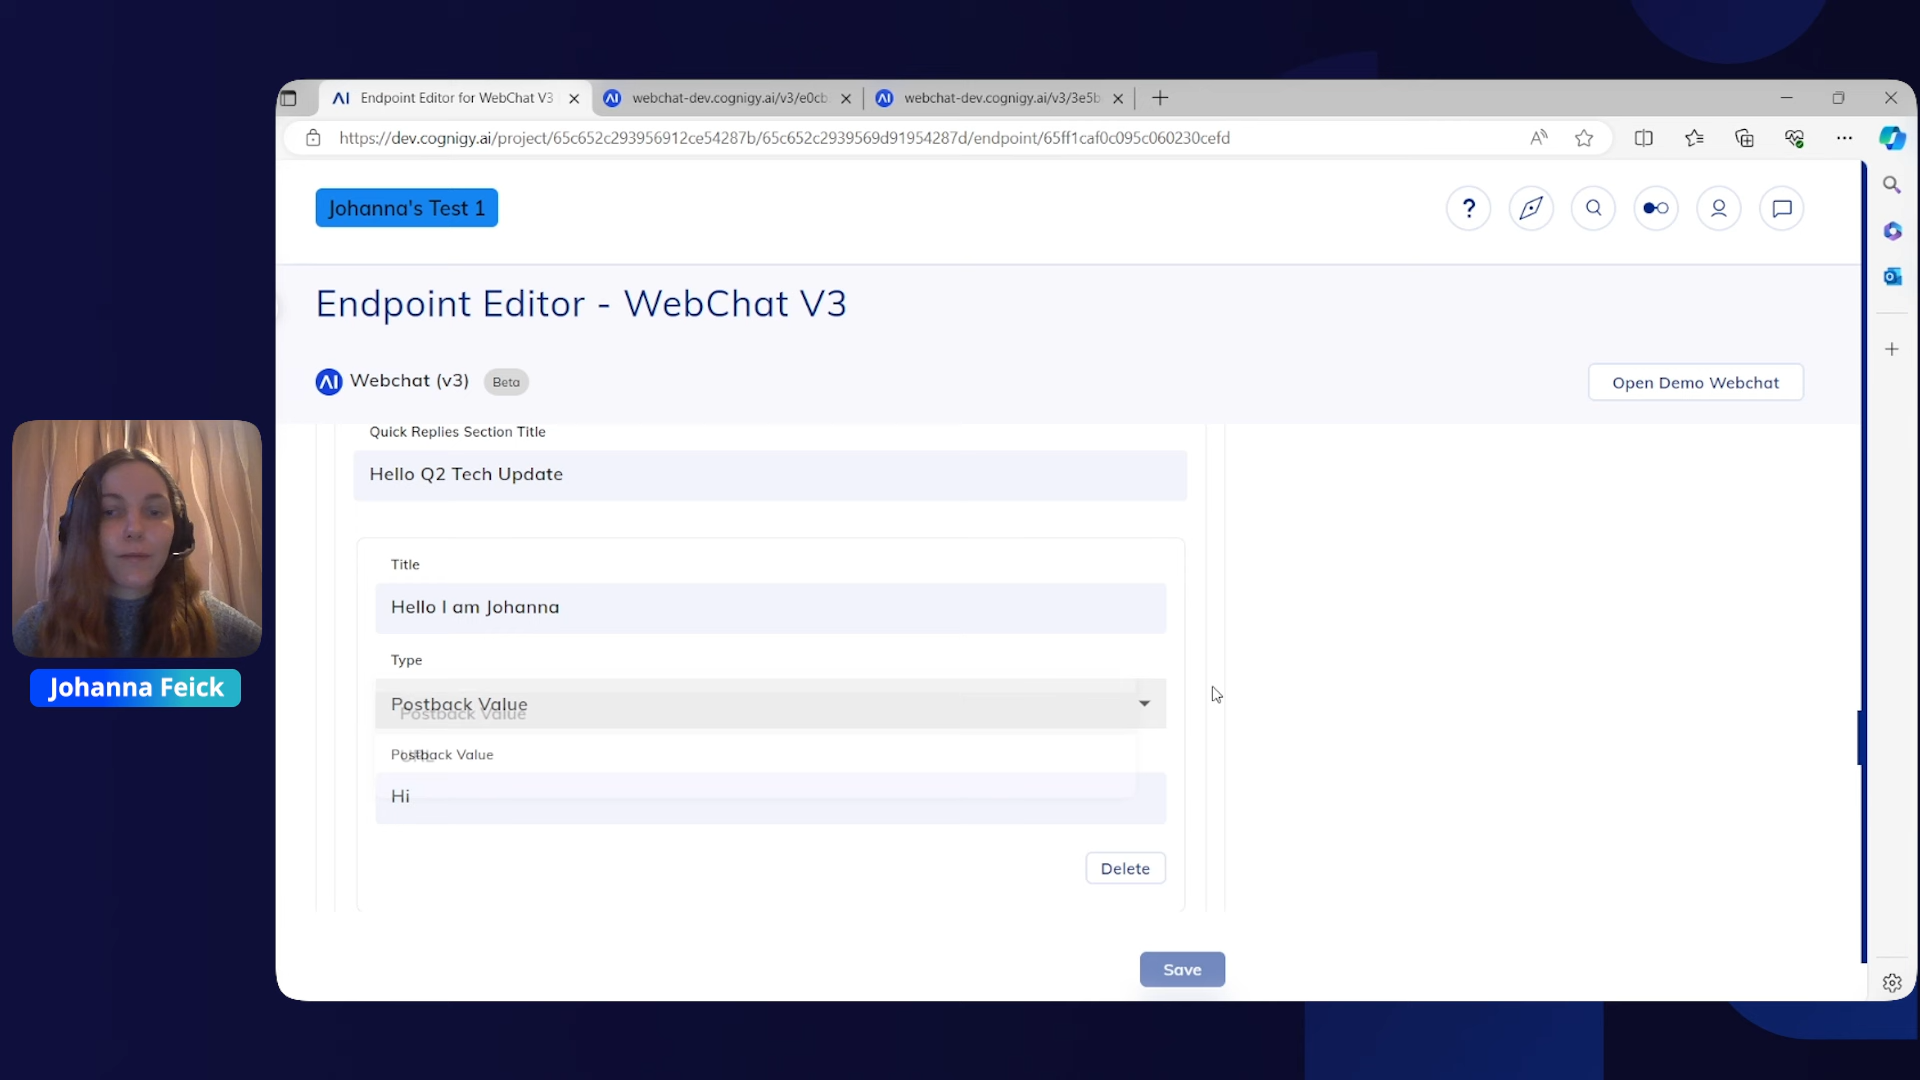 Endpoint Editor for WebChat V3
webchat-dev.cognigy.ai/v3/e0cb
webchat-dev.cognigy.ai/v3/3e5b
https://dev.cognigy.ai/project/65c652c293956912ce54287b/65c652c2939569d91954287d/endpoint/65ff1caf0c095c060230cefd
Johanna's Test 1
Endpoint Editor - WebChat V3
Webchat (v3) Beta
Open Demo Webchat
Quick Replies Section Title
Hello Q2 Tech Update
Title
Hello I am Johanna
Type
Postback Value
Postback Value
URL
Postback Value
Hi
Delete
Save
Johanna Feick